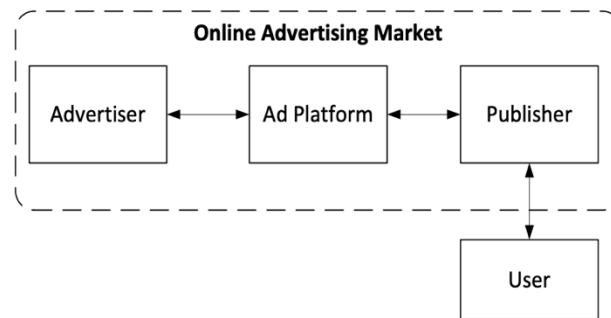 Online Advertising Market
Advertiser
Ad Platform
Publisher
User